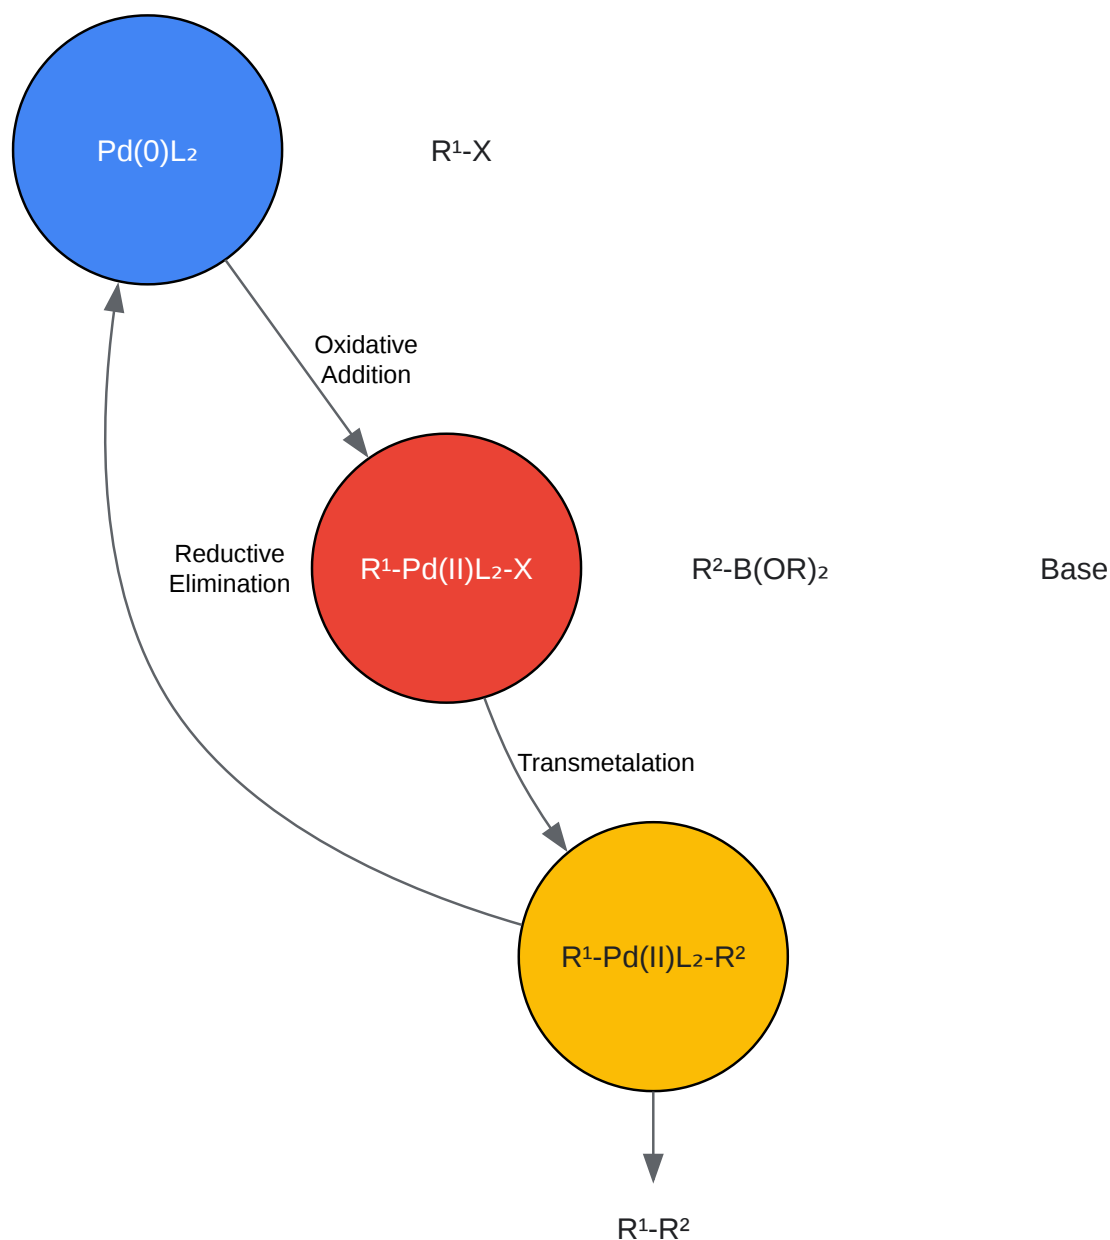 Pd(0)L₂
R¹-X
Oxidative
Addition
Reductive
Elimination
R¹-Pd(II)L₂-X
R²-B(OR)₂
Base
Transmetalation
R¹-Pd(II)L₂-R²
R¹-R²